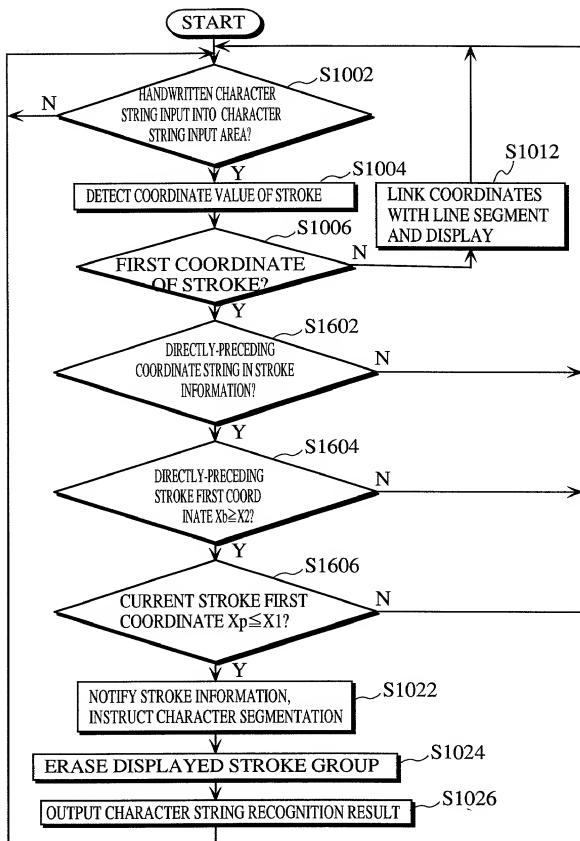 START
S1002
HANDWRITTEN CHARACTER
STRING INPUT INTO CHARACTER
STRING INPUT AREA?
N
Y
S1004
DETECT COORDINATE VALUE OF STROKE
S1012
LINK COORDINATES
WITH LINE SEGMENT
AND DISPLAY
S1006
FIRST COORDINATE
OF STROKE?
N
Y
S1602
DIRECTLY-PRECEDING
COORDINATE STRING IN STROKE
INFORMATION?
N
Y
S1604
DIRECTLY-PRECEDING
STROKE FIRST COORD
INATE Xb≧X2?
N
Y
S1606
CURRENT STROKE FIRST
COORDINATE Xp≦X1?
N
Y
S1022
NOTIFY STROKE INFORMATION,
INSTRUCT CHARACTER SEGMENTATION
S1024
ERASE DISPLAYED STROKE GROUP
S1026
OUTPUT CHARACTER STRING RECOGNITION RESULT